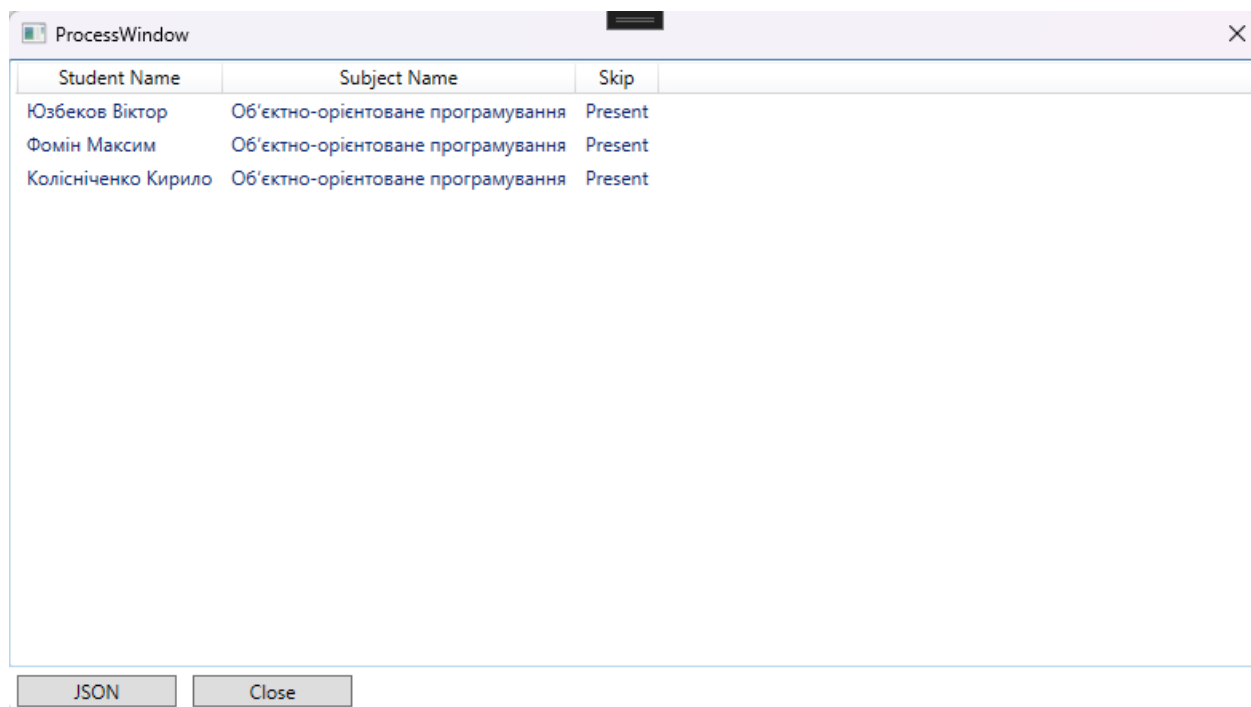 ProcessWindow
Student Name Subject Name Skip
Юзбеков Віктор Об‘єктно-орієнтоване програмування Present
Фомін Максим Об‘єктно-орієнтоване програмування Present
Колісніченко Кирило Об‘єктно-орієнтоване програмування Present
JSON Close